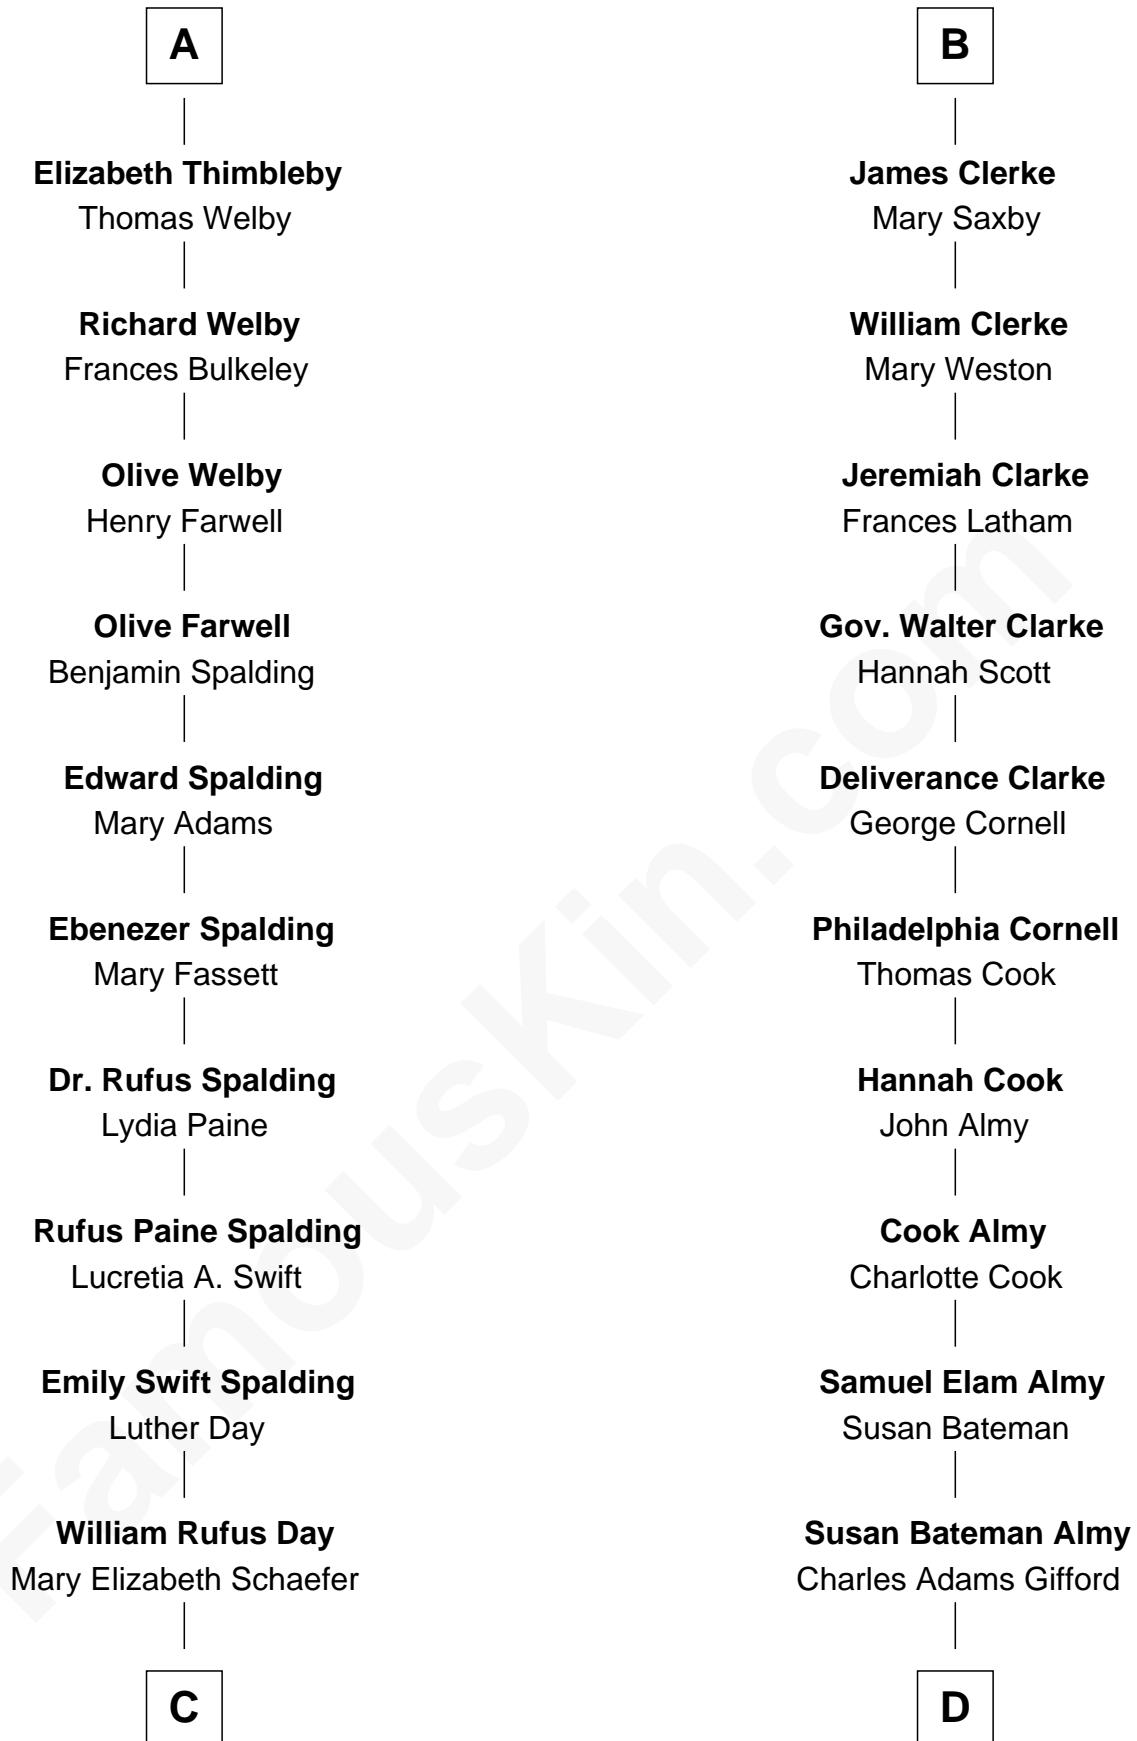 A
Elizabeth Thimbleby
Thomas Welby
Richard Welby
Frances Bulkeley
Olive Welby
Henry Farwell
Olive Farwell
Benjamin Spalding
Edward Spalding
Mary Adams
Ebenezer Spalding
Mary Fassett
Dr. Rufus Spalding
Lydia Paine
Rufus Paine Spalding
Lucretia A. Swift
Emily Swift Spalding
Luther Day
William Rufus Day
Mary Elizabeth Schaefer
C
B
James Clerke
Mary Saxby
William Clerke
Mary Weston
Jeremiah Clarke
Frances Latham
Gov. Walter Clarke
Hannah Scott
Deliverance Clarke
George Cornell
Philadelphia Cornell
Thomas Cook
Hannah Cook
John Almy
Cook Almy
Charlotte Cook
Samuel Elam Almy
Susan Bateman
Susan Bateman Almy
Charles Adams Gifford
D
FamousKin.com